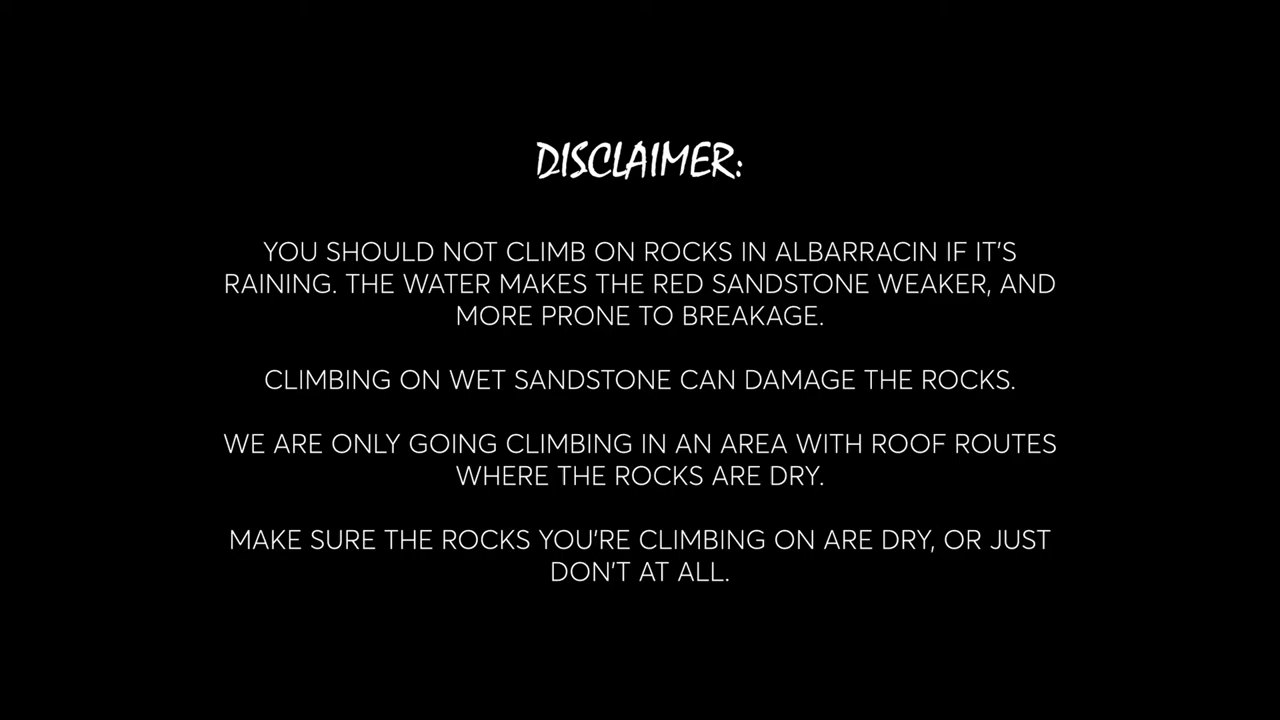 DISCLAIMER:
YOU SHOULD NOT CLIMB ON ROCKS IN ALBARRACIN IF IT'S
RAINING. THE WATER MAKES THE RED SANDSTONE WEAKER, AND
MORE PRONE TO BREAKAGE.
CLIMBING ON WET SANDSTONE CAN DAMAGE THE ROCKS.
WE ARE ONLY GOING CLIMBING IN AN AREA WITH ROOF ROUTES
WHERE THE ROCKS ARE DRY.
MAKE SURE THE ROCKS YOU'RE CLIMBING ON ARE DRY, OR JUST
DON'T AT ALL.